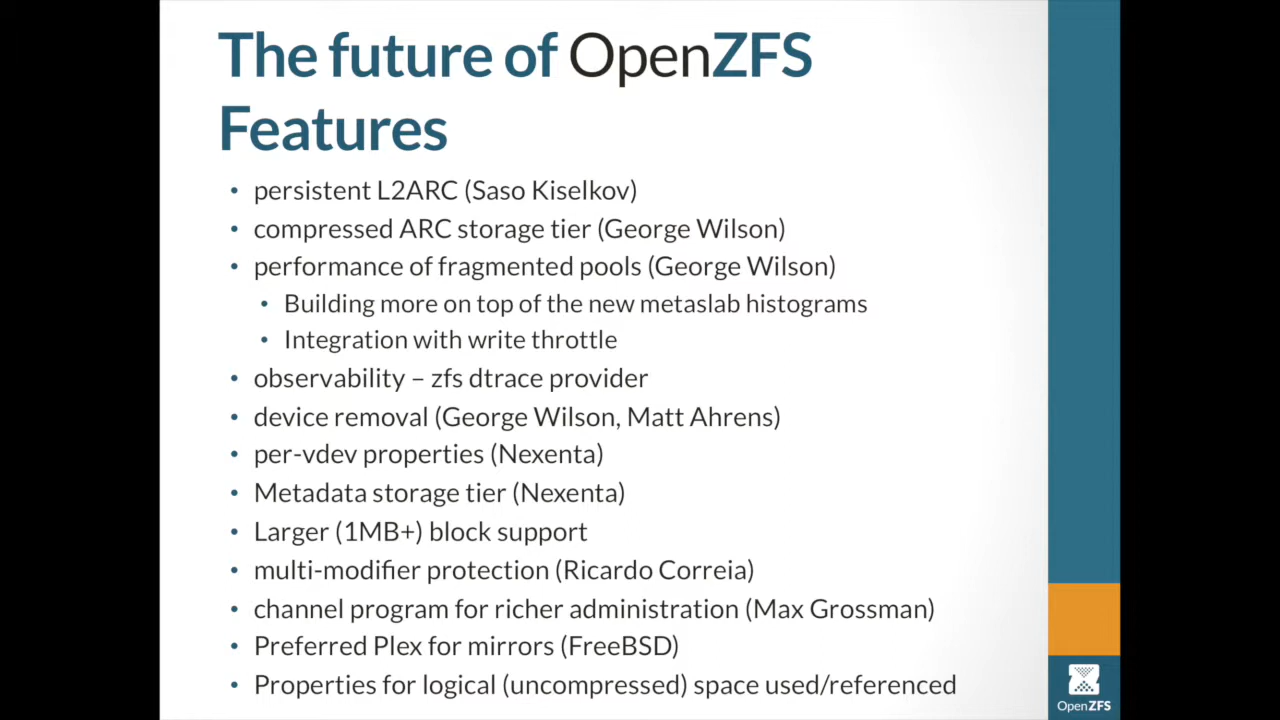 The future of OpenZFS
Features
• persistent L2ARC (Saso Kiselkov)
• compressed ARC storage tier (George Wilson)
• performance of fragmented pools (George Wilson)
• Building more on top of the new metaslab histograms
• Integration with write throttle
• observability – zfs dtrace provider
• device removal (George Wilson, Matt Ahrens)
• per-vdev properties (Nexenta)
• Metadata storage tier (Nexenta)
• Larger (1MB+) block support
• multi-modifier protection (Ricardo Correia)
• channel program for richer administration (Max Grossman)
• Preferred Plex for mirrors (FreeBSD)
• Properties for logical (uncompressed) space used/referenced
OpenZFS